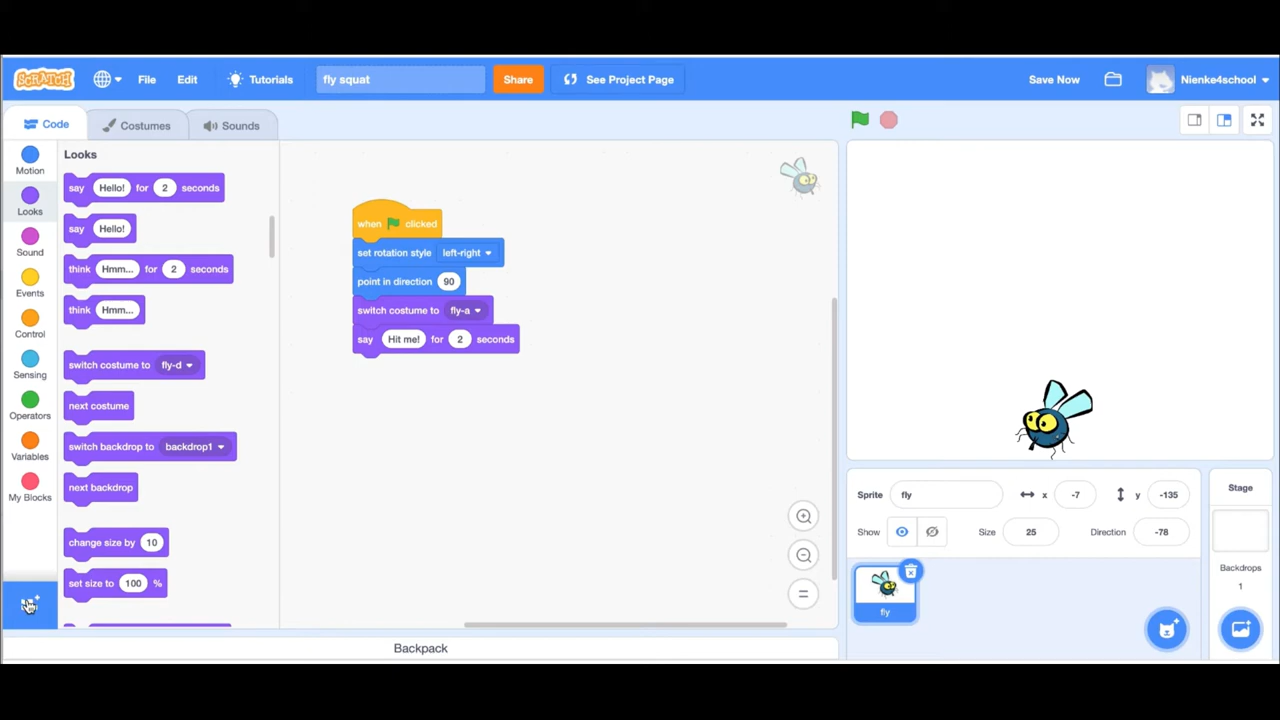 SCRATCH File Edit Tutorials fly squat Share See Project Page Save Now Nienke4school
Code Costumes Sounds
Motion
Looks
Sound
Events
Control
Sensing
Operators
Variables
My Blocks
Looks
say Hello! for 2 seconds
say Hello!
think Hmm... for 2 seconds
think Hmm...
switch costume to fly-d
next costume
switch backdrop to backdrop1
next backdrop
change size by 10
set size to 100 %
when clicked
set rotation style left-right
point in direction 90
switch costume to fly-a
say Hit me! for 2 seconds
Backpack
Sprite fly x -7 y -135
Show Size 25 Direction -78
fly
Stage
Backdrops
1